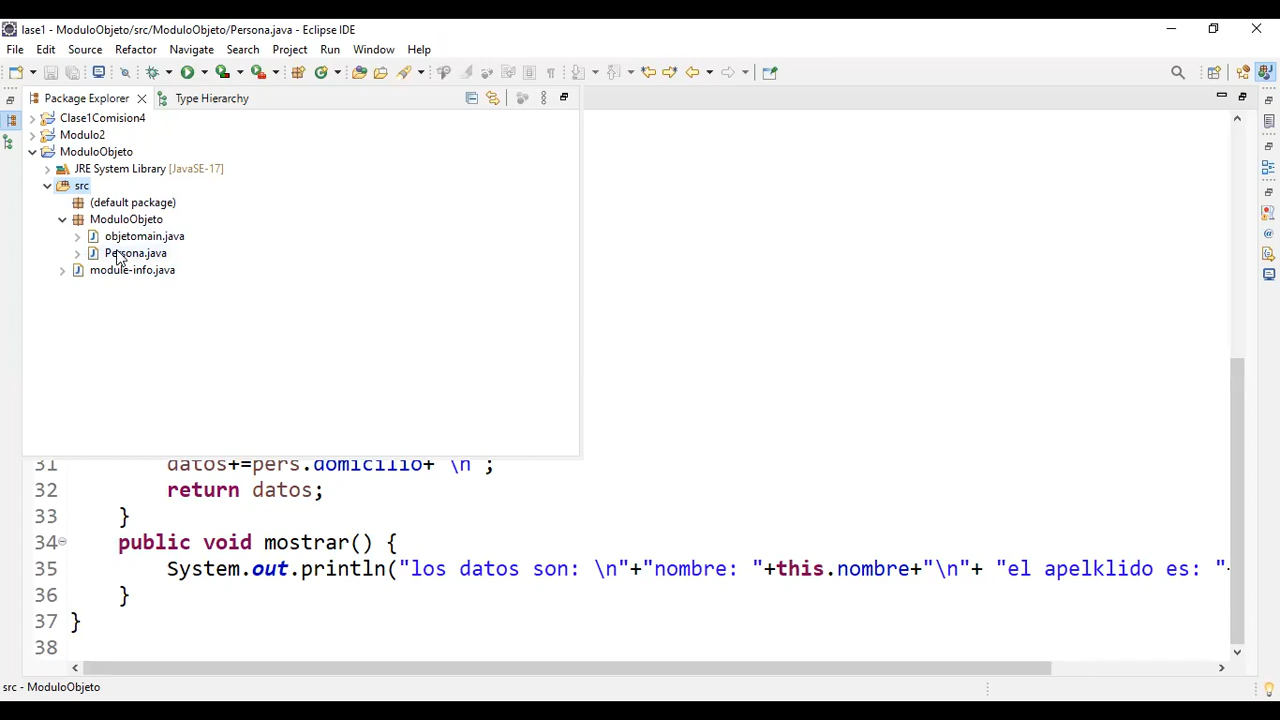 lase1 - ModuloObjeto/src/ModuloObjeto/Persona.java - Eclipse IDE
File Edit Source Refactor Navigate Search Project Run Window Help
Package Explorer Type Hierarchy
Clase1Comision4
Modulo2
ModuloObjeto
JRE System Library [JavaSE-17]
src
(default package)
ModuloObjeto
objetomain.java
Persona.java
module-info.java
31 datos+=pers.domicilio+ \n ;
32 return datos;
33 }
34 public void mostrar() {
35 System.out.println("los datos son: \n"+"nombre: "+this.nombre+"\n"+ "el apelklido es: "+
36 }
37 }
38
src - ModuloObjeto